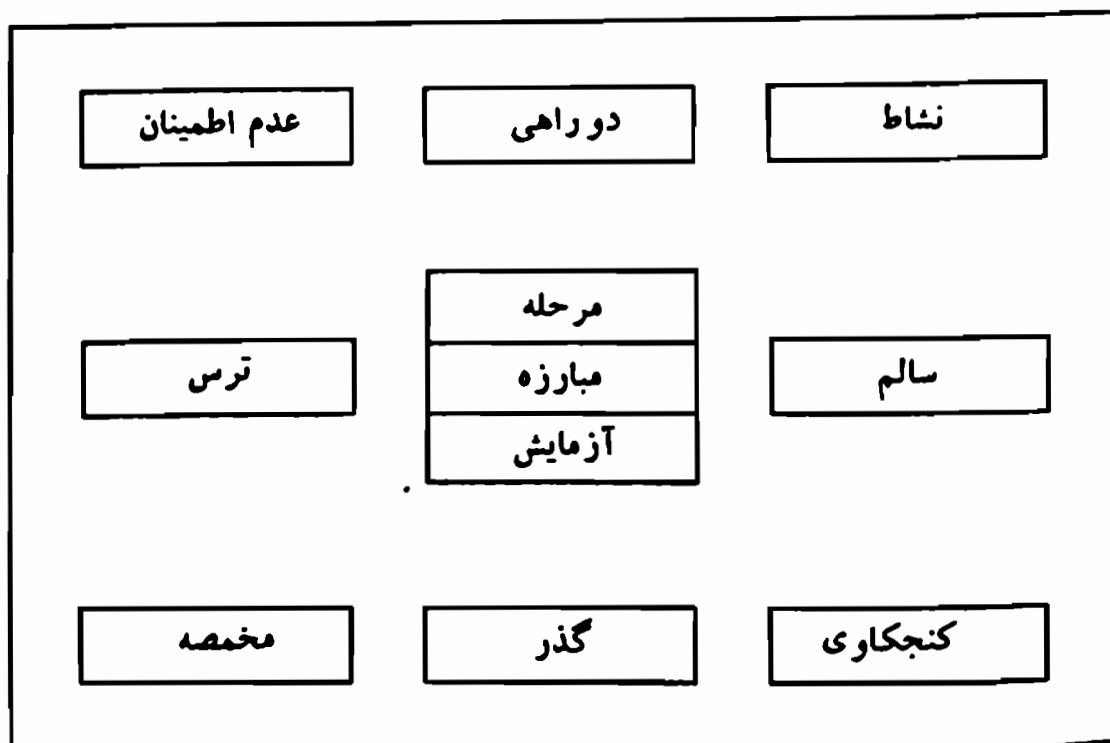 نشاط
دو راهی
عدم اطمینان
مرحله
مبارزه
آزمایش
سالم
ترس
کنجکاوی
گذر
مخمصه